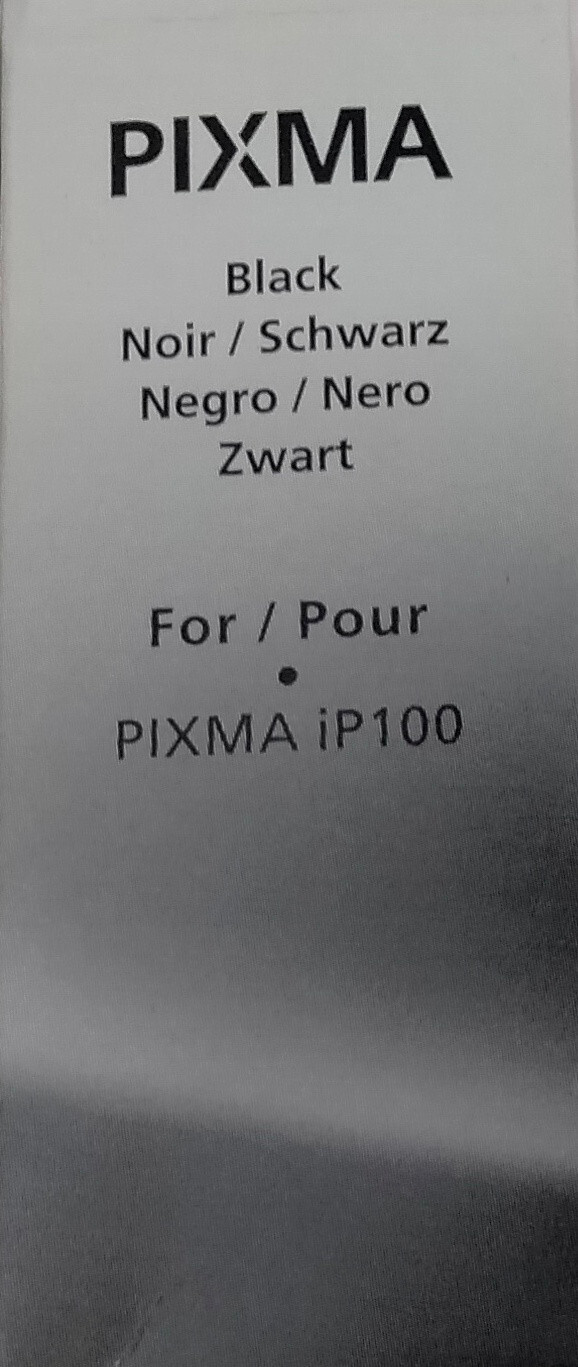 PIXMA
Black
Noir / Schwarz
Negro / Nero
Zwart
For / Pour
•
PIXMA iP100